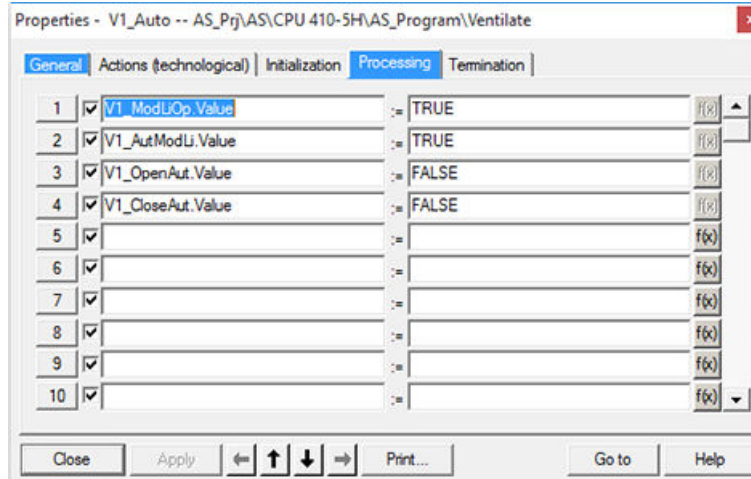 Properties - V1_Auto -- AS_Prj\AS\CPU 410-5H\AS_Program\Ventilate
General Actions (technological) Initialization Processing Termination
1 V1_ModLiOp.Value := TRUE f(x)
2 V1_AutModLi.Value := TRUE f(x)
3 V1_OpenAut.Value := FALSE f(x)
4 V1_CloseAut.Value := FALSE f(x)
5 := f(x)
6 := f(x)
7 := f(x)
8 := f(x)
9 := f(x)
10 := f(x)
Close Apply Print... Go to Help